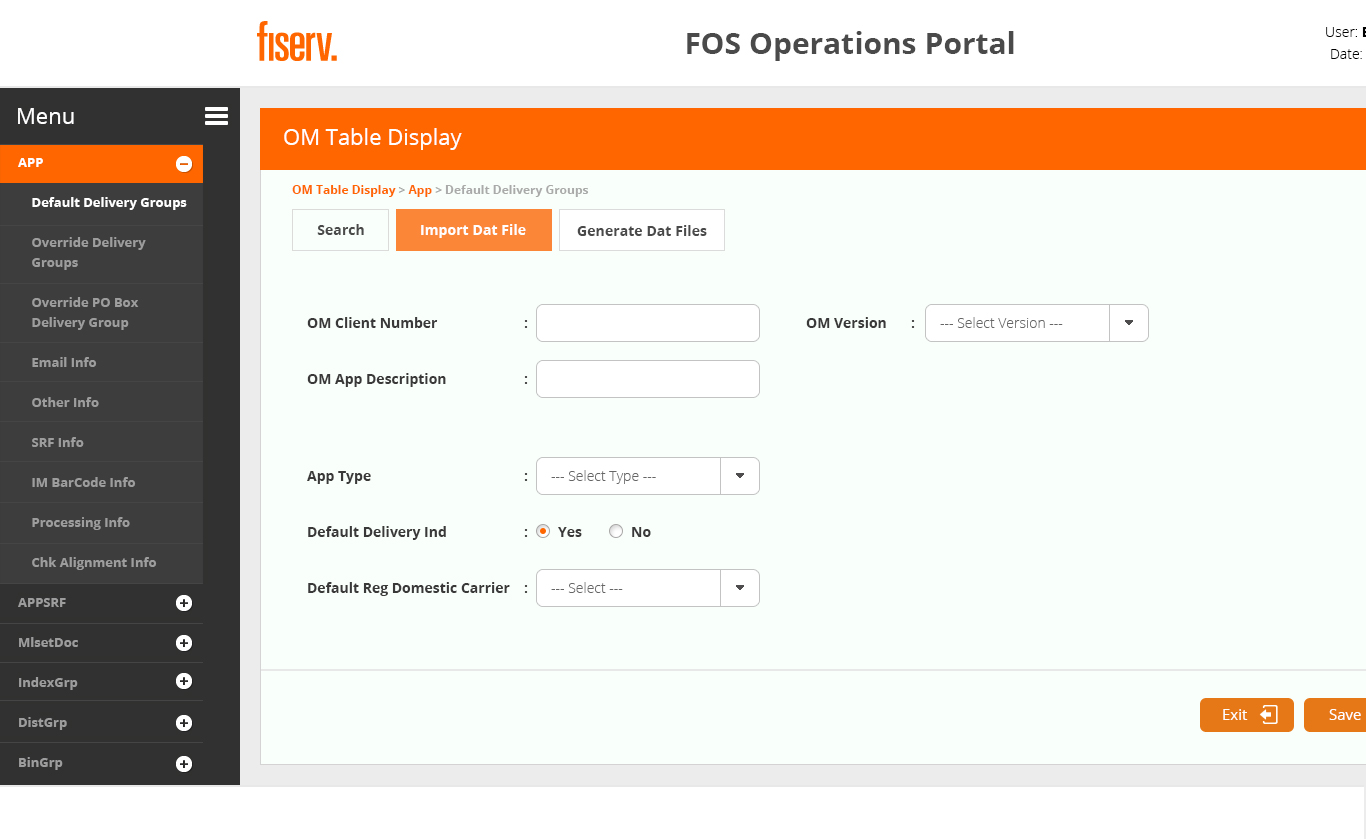 fiserv.
FOS Operations Portal
User:
Date:
Menu
APP
Default Delivery Groups
Override Delivery
Groups
Override PO Box
Delivery Group
Email Info
Other Info
SRF Info
IM BarCode Info
Processing Info
Chk Alignment Info
APPSRF
MlsetDoc
IndexGrp
DistGrp
BinGrp
OM Table Display
OM Table Display > App > Default Delivery Groups
Search Import Dat File Generate Dat Files
OM Client Number : OM Version : --- Select Version ---
OM App Description :
App Type : --- Select Type ---
Default Delivery Ind : Yes No
Default Reg Domestic Carrier : --- Select ---
Exit Save